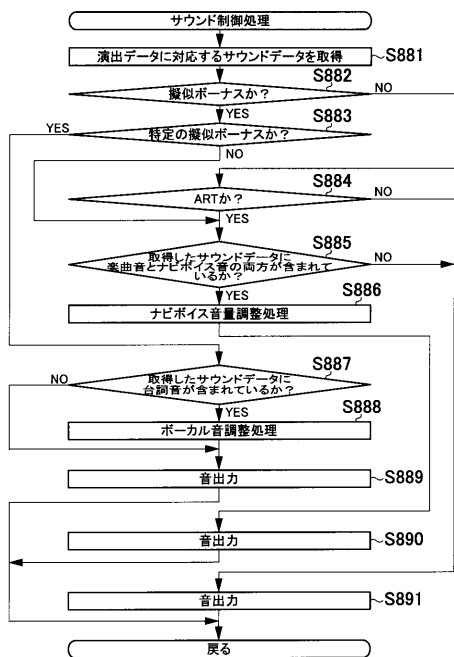 サウンド制御処理
演出データに対応するサウンドデータを取得
S881
S882
擬似ボーナスか？
NO
YES
S883
YES
特定の擬似ボーナスか？
NO
S884
ARTか？
NO
YES
S885
取得したサウンドデータに
楽曲音とナビボイス音の両方が含まれて
いるか？
NO
YES
S886
ナビボイス音量調整処理
S887
NO
取得したサウンドデータに
台詞音が含まれているか？
YES
S888
ボーカル音調整処理
音出力
S889
音出力
S890
音出力
S891
戻る